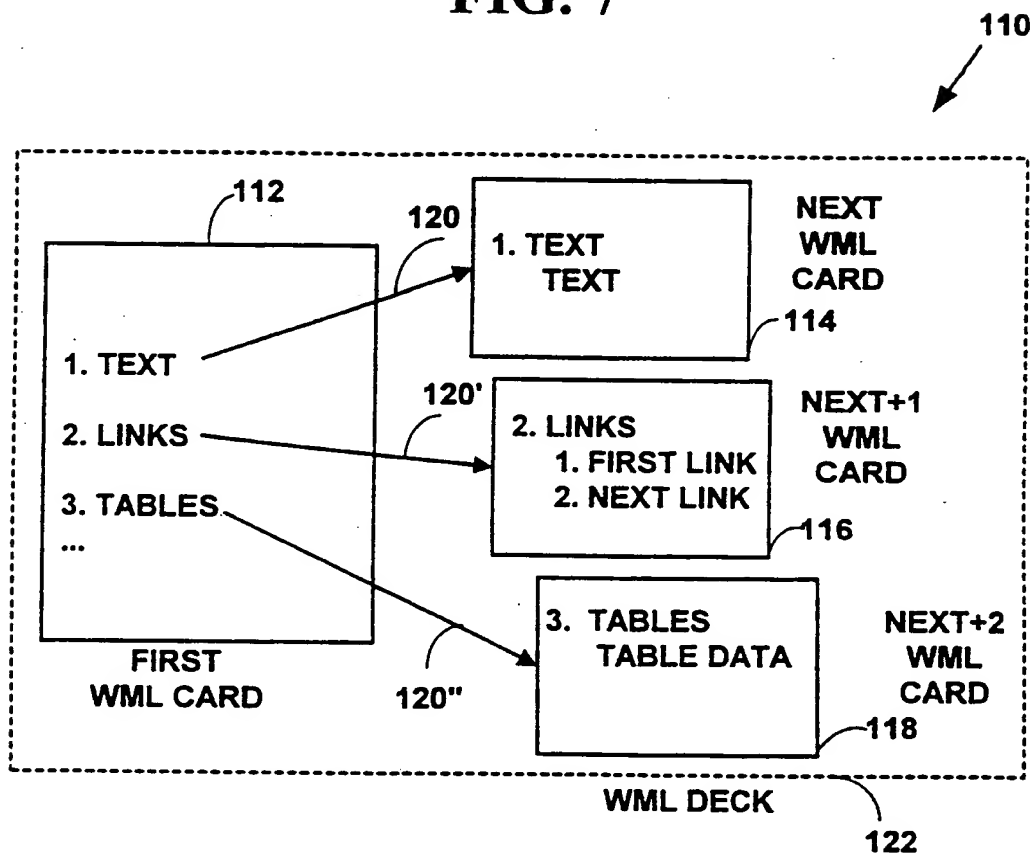 FIG. 7
110
112
120
1. TEXT
TEXT
NEXT
WML
CARD
114
1. TEXT
2. LINKS
3. TABLES
...
FIRST
WML CARD
120'
2. LINKS
1. FIRST LINK
2. NEXT LINK
NEXT+1
WML
CARD
116
120"
3. TABLES
TABLE DATA
NEXT+2
WML
CARD
118
WML DECK
122